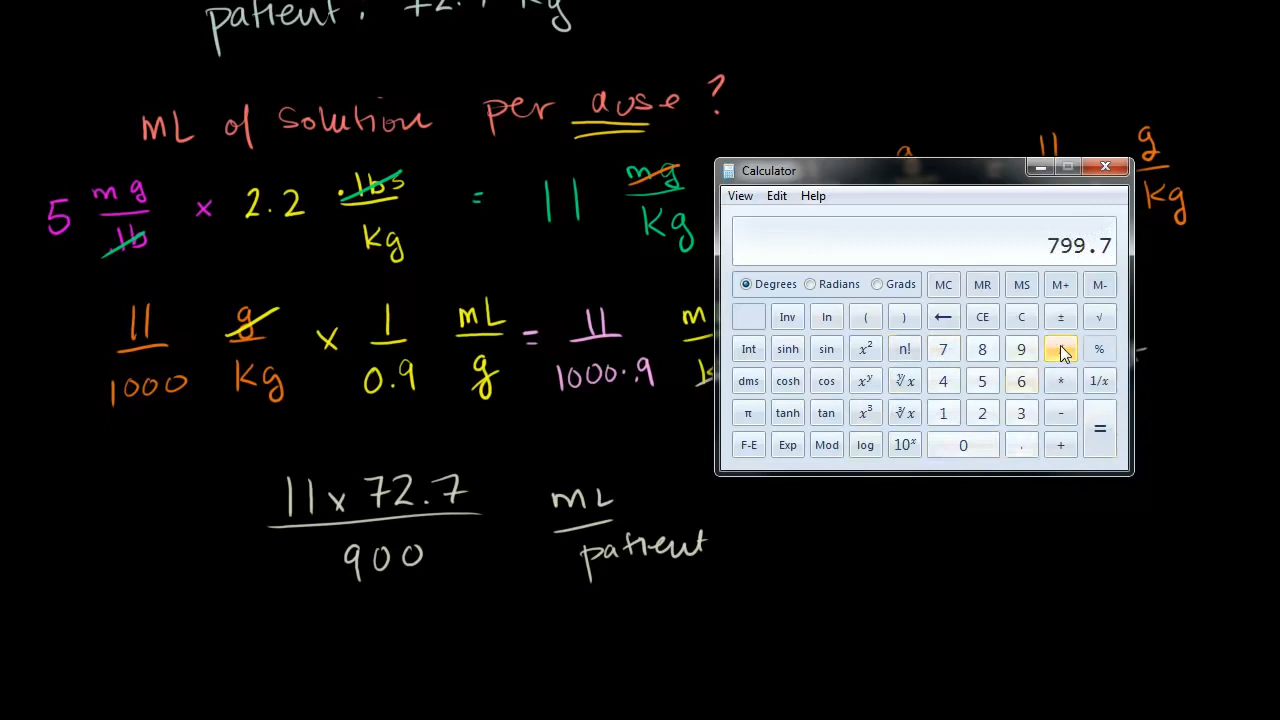 patient: 72.7 kg
mL of solution per dose ?
5 mg/lb × 2.2 lbs/kg = 11 mg/kg
11 g/kg
11/1000 g/kg × 1/0.9 mL/g = 11/1000·.9 m
11 x 72.7 / 900 mL/patient
Calculator
View Edit Help
799.7
Degrees Radians Grads MC MR MS M+ M-
Inv ln ( ) ← CE C ± √
Int sinh sin x² n! 7 8 9 %
dms cosh cos xʸ ʸ√x 4 5 6 * 1/x
π tanh tan x³ ³√x 1 2 3 - =
F-E Exp Mod log 10ˣ 0 . +